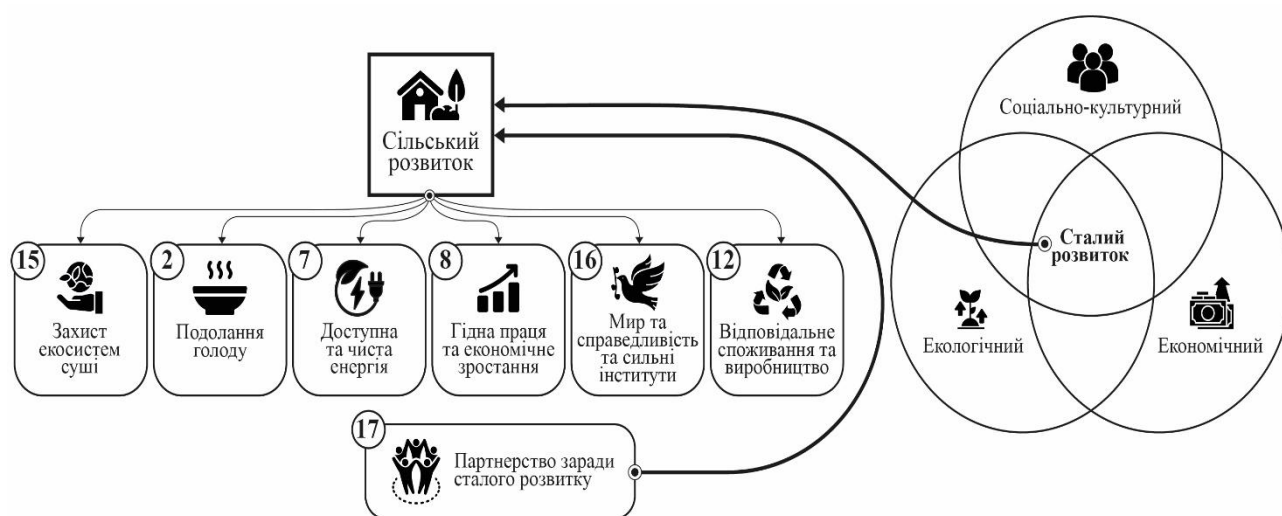 Сільський
розвиток
15
Захист
екосистем
суші
2
Подолання
голоду
7
Доступна
та чиста
енергія
8
Гідна праця
та економічне
зростання
16
Мир та
справедливість
та сильні
інститути
12
Відповідальне
споживання та
виробництво
17
Партнерство заради
сталого розвитку
Соціально-культурний
Сталий
розвиток
Екологічний
Економічний